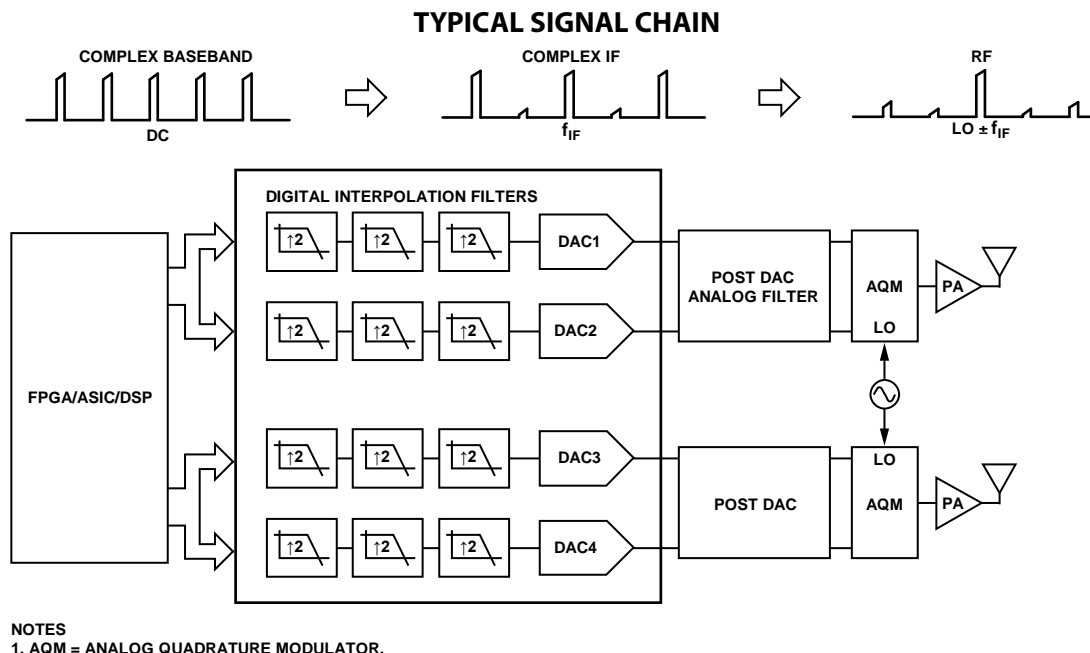 TYPICAL SIGNAL CHAIN
COMPLEX BASEBAND
COMPLEX IF
RF
DC
fIF
LO ± fIF
DIGITAL INTERPOLATION FILTERS
↑2 ↑2 ↑2 DAC1
POST DAC
ANALOG FILTER
AQM
PA
LO
↑2 ↑2 ↑2 DAC2
FPGA/ASIC/DSP
↑2 ↑2 ↑2 DAC3
LO
POST DAC
AQM
PA
↑2 ↑2 ↑2 DAC4
NOTES
1. AQM = ANALOG QUADRATURE MODULATOR.